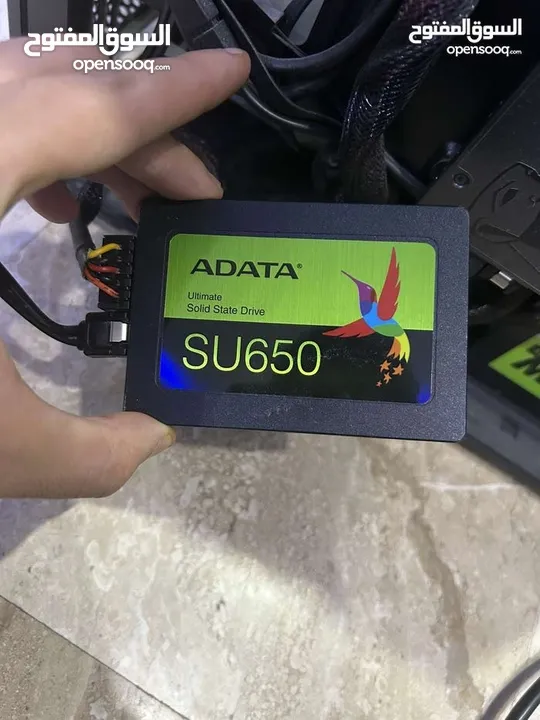 السوق المفتوح
opensooq.com
السوق المفتوح
opensooq.com
ADATA®
Ultimate
Solid State Drive
SU650